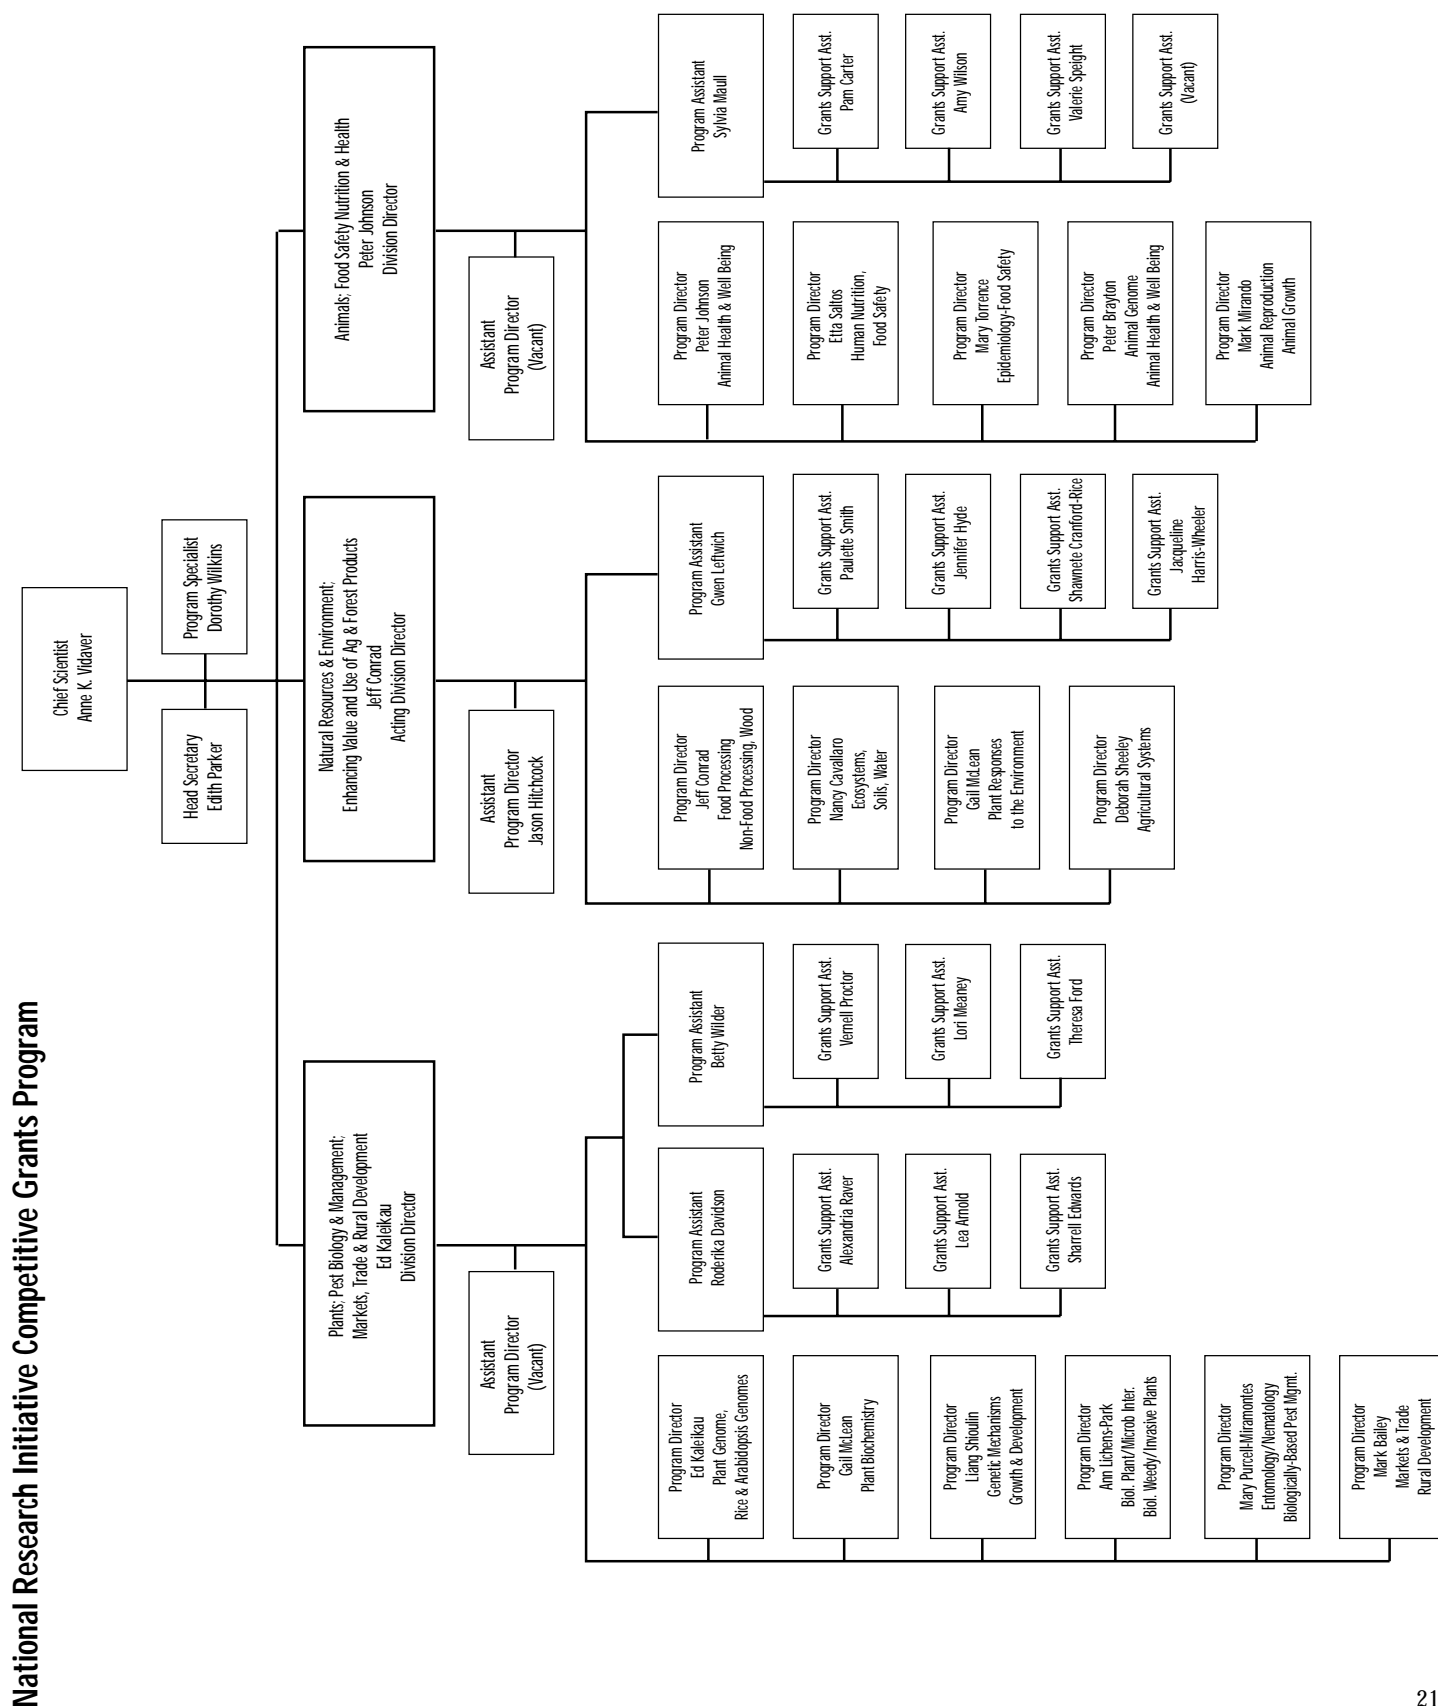 National Research Initiative Competitive Grants Program
Chief Scientist
Anne K. Vidaver
Head Secretary
Edith Parker
Program Specialist
Dorothy Wilkins
Plants; Pest Biology & Management;
Markets, Trade & Rural Development
Ed Kaleikau
Division Director
Natural Resources & Environment;
Enhancing Value and Use of Ag & Forest Products
Jeff Conrad
Acting Division Director
Animals; Food Safety Nutrition & Health
Peter Johnson
Division Director
Assistant
Program Director
(Vacant)
Assistant
Program Director
Jason Hitchcock
Assistant
Program Director
(Vacant)
Program Director
Ed Kaleikau
Plant Genome,
Rice & Arabidopsis Genomes
Program Director
Gail McLean
Plant Biochemistry
Program Director
Liang Shioulin
Genetic Mechanisms
Growth & Development
Program Director
Ann Lichens-Park
Biol. Plant/Microb Inter.
Biol. Weedy/Invasive Plants
Program Director
Mary Purcell-Miramontes
Entomology/Nematology
Biologically-Based Pest Mgmt.
Program Director
Mark Bailey
Markets & Trade
Rural Development
Program Assistant
Roderika Davidson
Grants Support Asst.
Alexandria Raver
Grants Support Asst.
Lea Arnold
Grants Support Asst.
Sharrell Edwards
Program Assistant
Betty Wilder
Grants Support Asst.
Vernell Proctor
Grants Support Asst.
Lori Meaney
Grants Support Asst.
Theresa Ford
Program Director
Jeff Conrad
Food Processing
Non-Food Processing, Wood
Program Director
Nancy Cavallaro
Ecosystems,
Soils, Water
Program Director
Gail McLean
Plant Responses
to the Environment
Program Director
Deborah Sheeley
Agricultural Systems
Program Assistant
Gwen Leftwich
Grants Support Asst.
Paulette Smith
Grants Support Asst.
Jennifer Hyde
Grants Support Asst.
Shawnete Cranford-Rice
Grants Support Asst.
Jacqueline
Harris-Wheeler
Program Director
Peter Johnson
Animal Health & Well Being
Program Director
Etta Saltos
Human Nutrition,
Food Safety
Program Director
Mary Torrence
Epidemiology-Food Safety
Program Director
Peter Brayton
Animal Genome
Animal Health & Well Being
Program Director
Mark Mirando
Animal Reproduction
Animal Growth
Program Assistant
Sylvia Maull
Grants Support Asst.
Pam Carter
Grants Support Asst.
Amy Wilson
Grants Support Asst.
Valerie Speight
Grants Support Asst.
(Vacant)
21